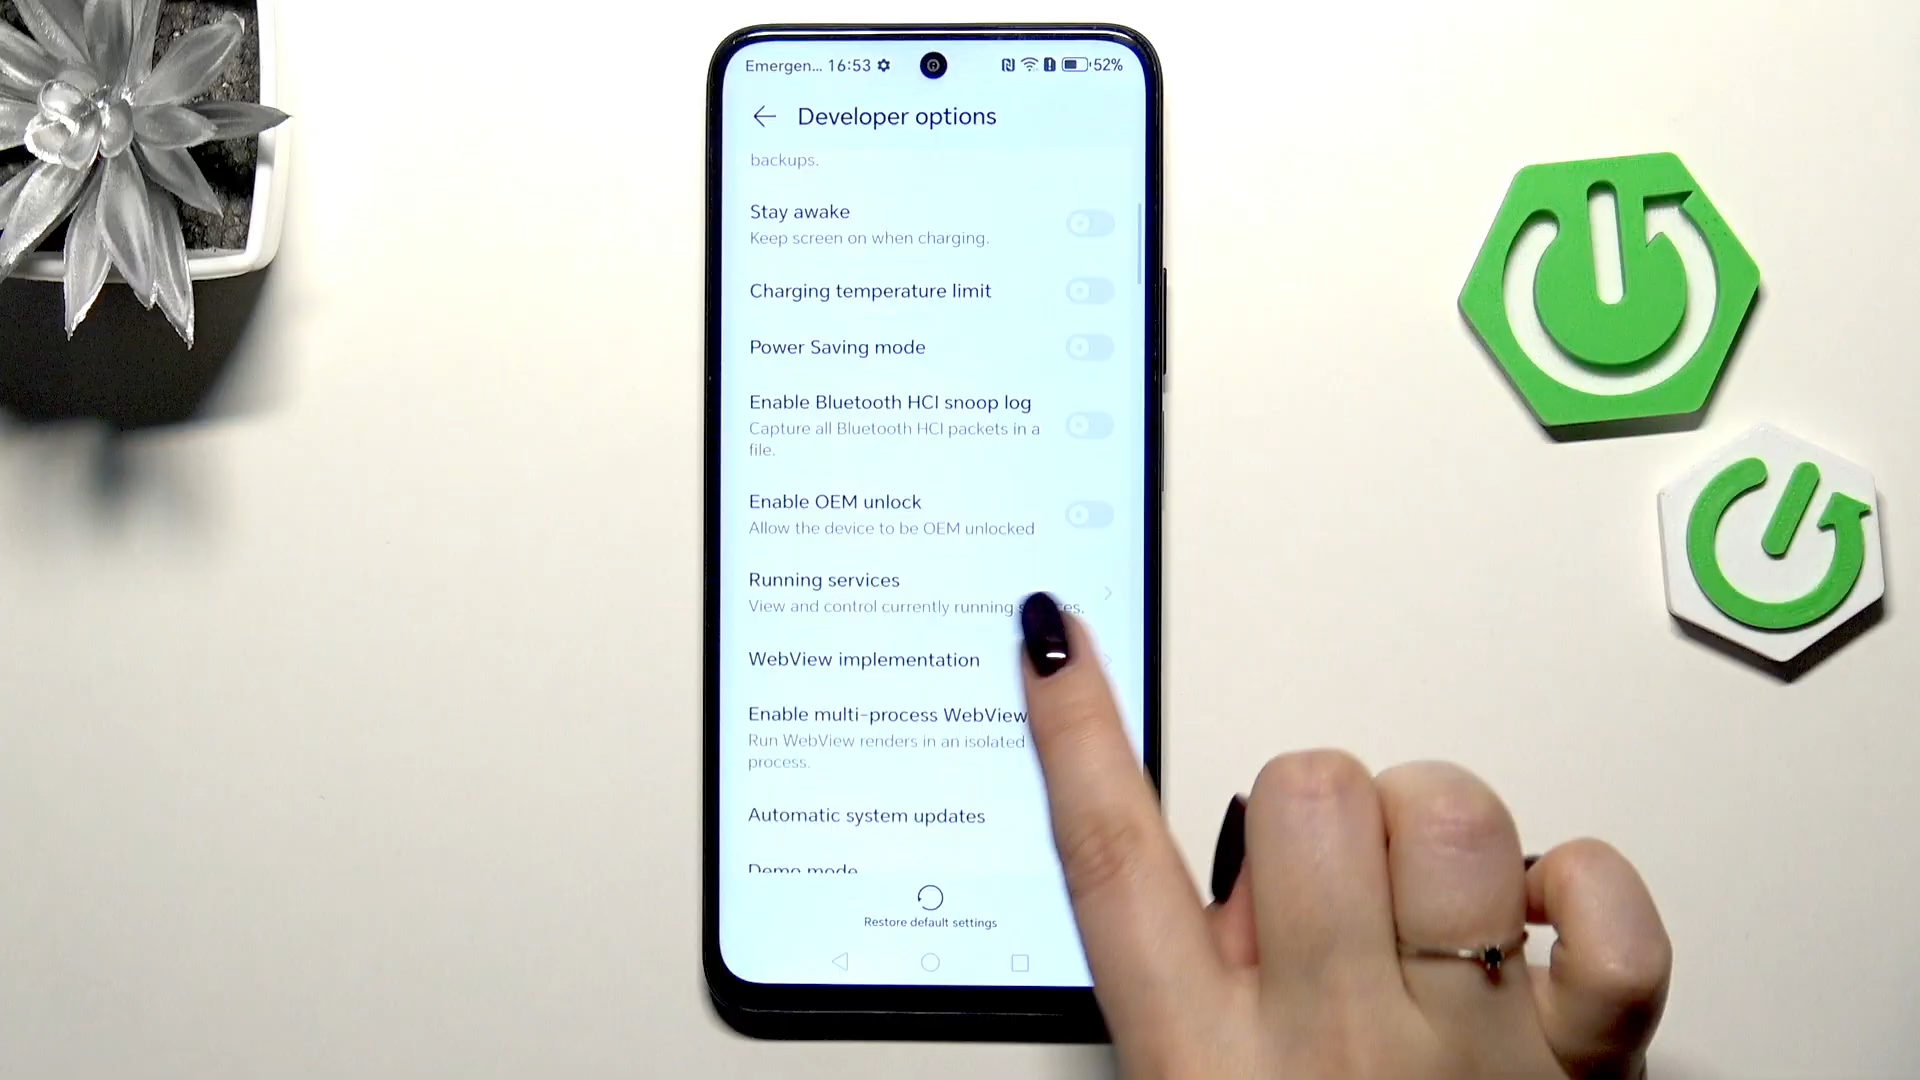 Emergen... 16:53 52%
Developer options
backups.
Stay awake
Keep screen on when charging.
Charging temperature limit
Power Saving mode
Enable Bluetooth HCI snoop log
Capture all Bluetooth HCI packets in a
file.
Enable OEM unlock
Allow the device to be OEM unlocked
Running services
View and control currently running
WebView implementation
Enable multi-process WebView
Run WebView renders in an isolated
process.
Automatic system updates
Demo mode
Restore default settings